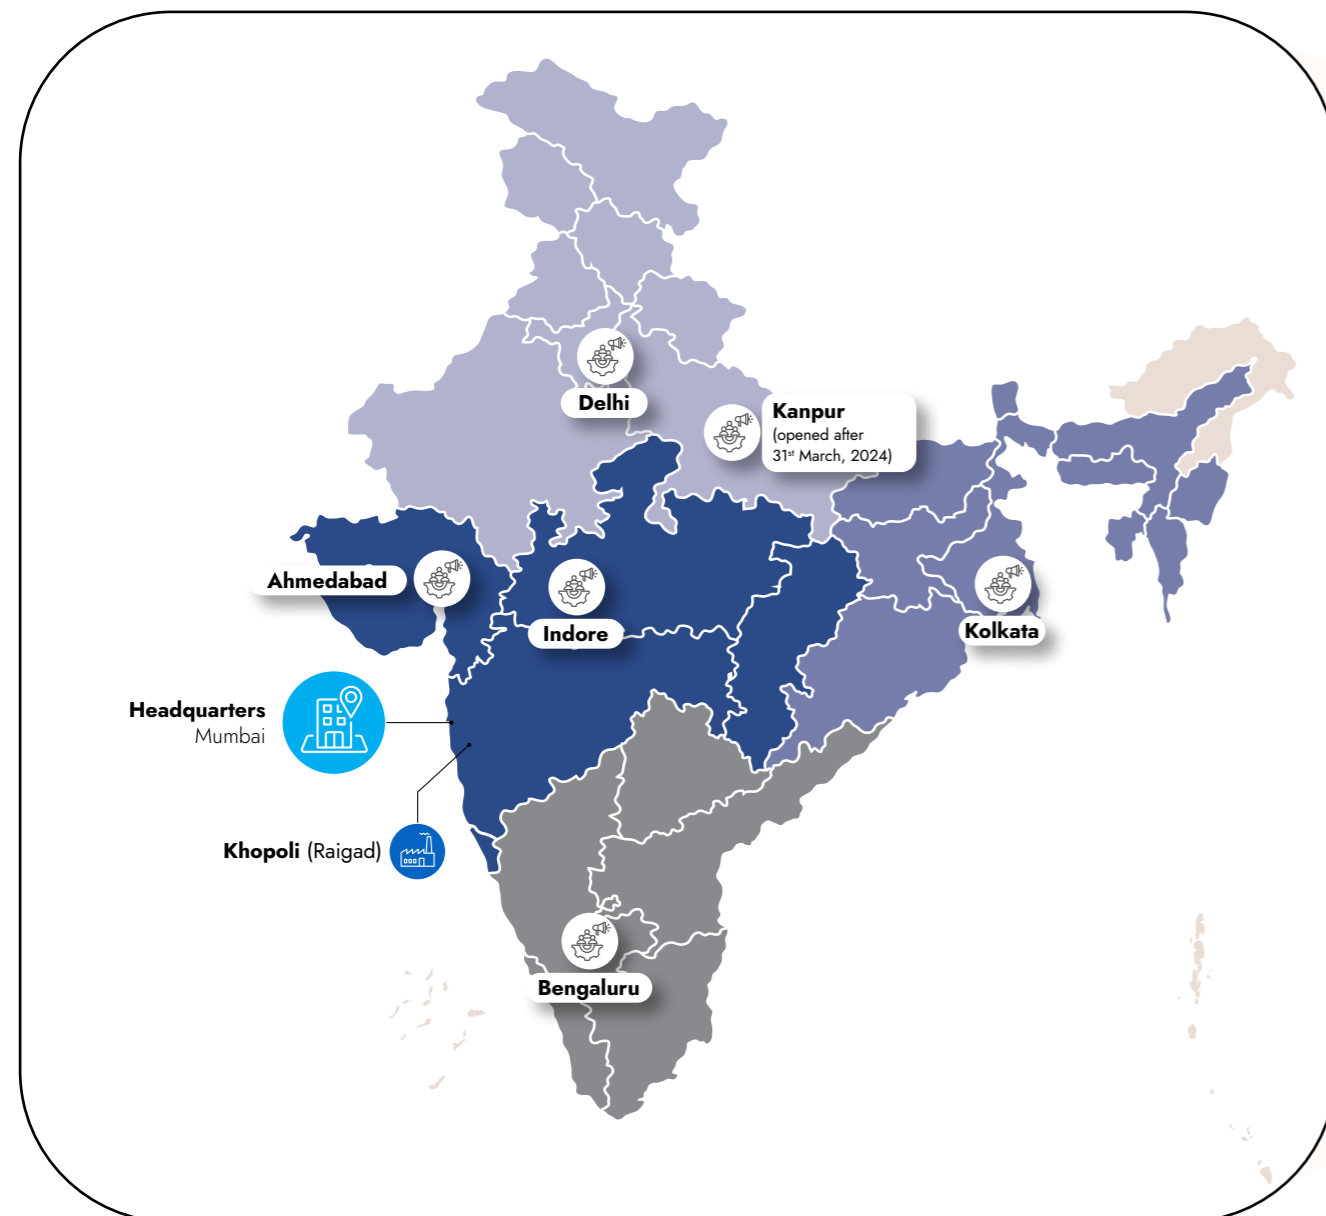 Delhi
Kanpur
(opened after
31st March, 2024)
Ahmedabad
Indore
Kolkata
Headquarters
Mumbai
Khopoli (Raigad)
Bengaluru